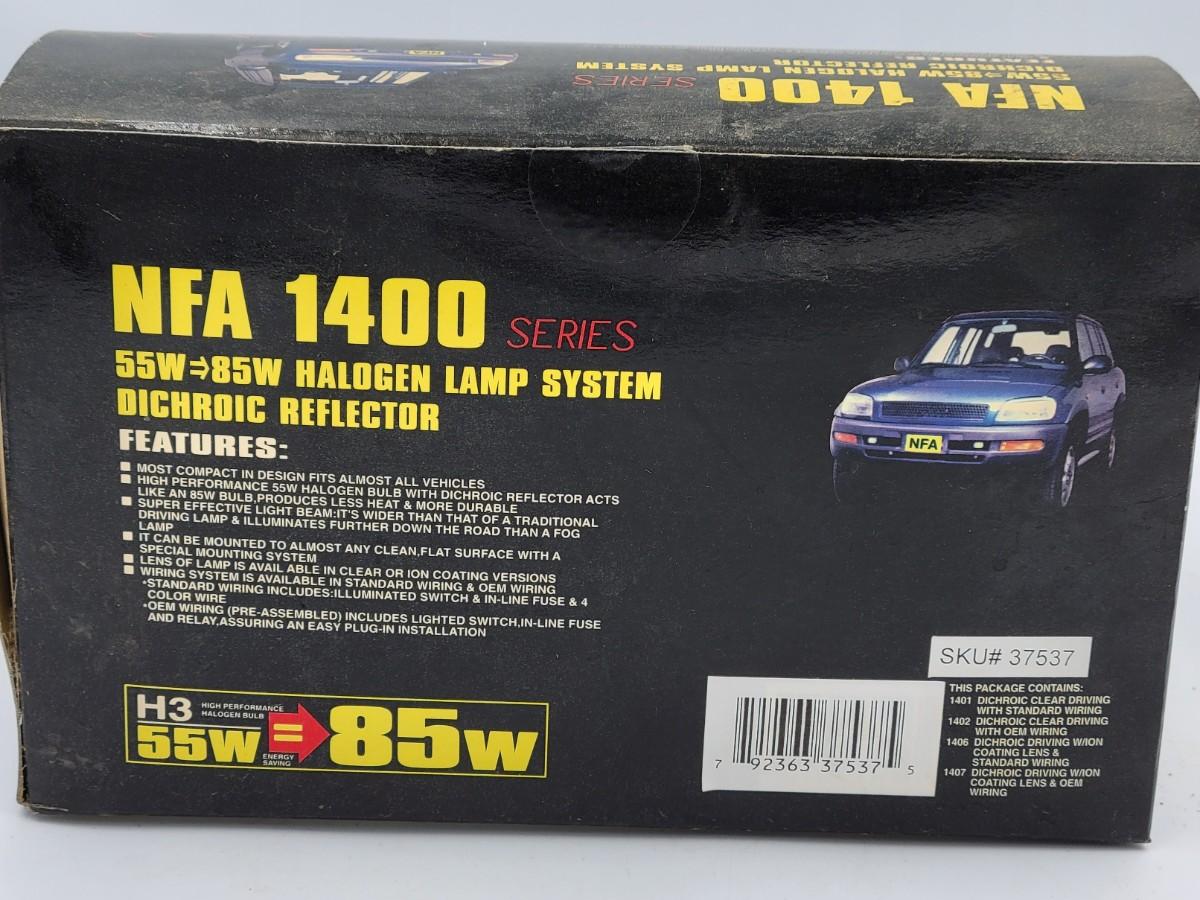 NFA
NFA 1400 SERIES
55W⇒85W HALOGEN LAMP SYSTEM
DICHROIC REFLECTOR
FEATURES:
NFA 1400 SERIES
55W⇒85W HALOGEN LAMP SYSTEM
DICHROIC REFLECTOR
FEATURES:
■ MOST COMPACT IN DESIGN FITS ALMOST ALL VEHICLES
■ HIGH PERFORMANCE 55W HALOGEN BULB WITH DICHROIC REFLECTOR ACTS
LIKE AN 85W BULB,PRODUCES LESS HEAT & MORE DURABLE
■ SUPER EFFECTIVE LIGHT BEAM:IT'S WIDER THAN THAT OF A TRADITIONAL
DRIVING LAMP & ILLUMINATES FURTHER DOWN THE ROAD THAN A FOG
LAMP
■ IT CAN BE MOUNTED TO ALMOST ANY CLEAN,FLAT SURFACE WITH A
SPECIAL MOUNTING SYSTEM
■ LENS OF LAMP IS AVAIL ABLE IN CLEAR OR ION COATING VERSIONS
■ WIRING SYSTEM IS AVAILABLE IN STANDARD WIRING & OEM WIRING
•STANDARD WIRING INCLUDES:ILLUMINATED SWITCH & IN-LINE FUSE & 4
COLOR WIRE
•OEM WIRING (PRE-ASSEMBLED) INCLUDES LIGHTED SWITCH,IN-LINE FUSE
AND RELAY,ASSURING AN EASY PLUG-IN INSTALLATION
NFA
H3 HIGH PERFORMANCE
HALOGEN BULB
55W = 85W
ENERGY
SAVING
SKU# 37537
7 92363 37537 5
THIS PACKAGE CONTAINS:
1401 DICHROIC CLEAR DRIVING
WITH STANDARD WIRING
1402 DICHROIC CLEAR DRIVING
WITH OEM WIRING
1406 DICHROIC DRIVING W/ION
COATING LENS &
STANDARD WIRING
1407 DICHROIC DRIVING W/ION
COATING LENS & OEM
WIRING